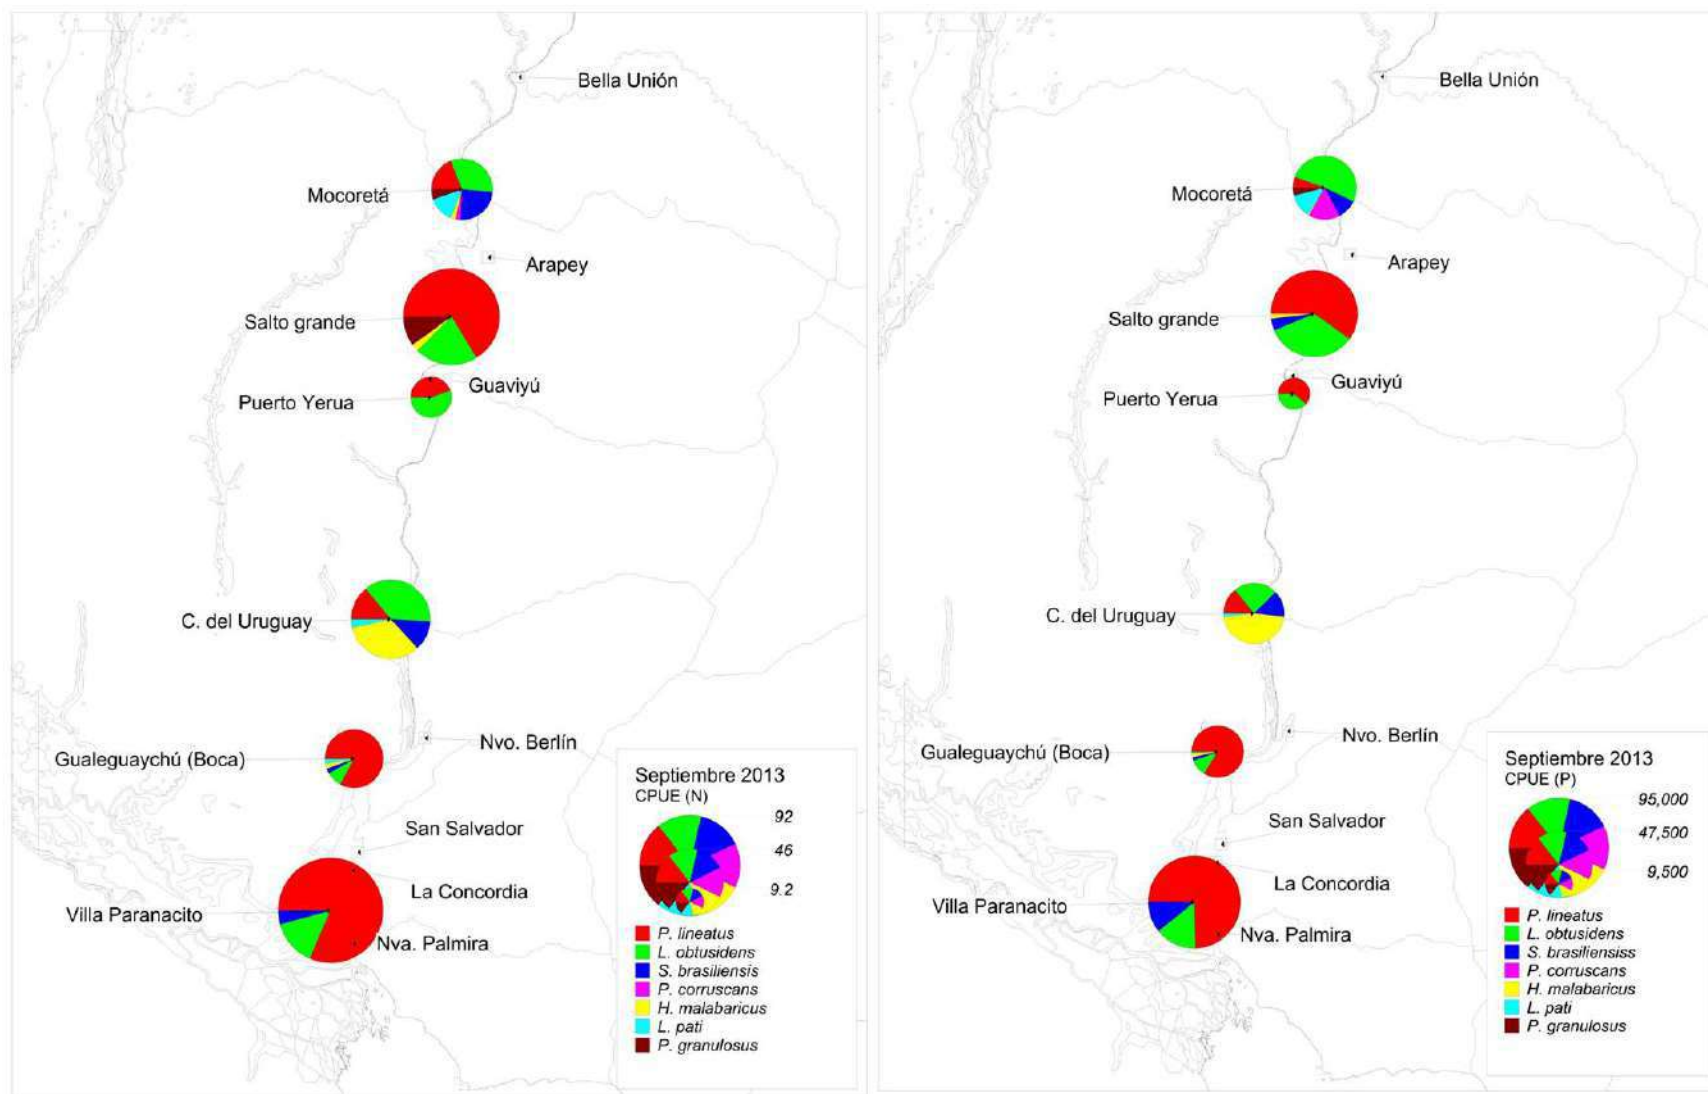 Bella Unión
Mocoretá
Arapey
Salto grande
Guaviyú
Puerto Yerua
C. del Uruguay
Nvo. Berlín
Gualeguaychú (Boca)
San Salvador
La Concordia
Villa Paranacito
Nva. Palmira
Septiembre 2013
CPUE (N)
92
46
9.2
P. lineatus
L. obtusidens
S. brasiliensis
P. corruscans
H. malabaricus
L. pati
P. granulosus
Bella Unión
Mocoretá
Arapey
Salto grande
Guaviyú
Puerto Yerua
C. del Uruguay
Nvo. Berlín
Gualeguaychú (Boca)
San Salvador
La Concordia
Villa Paranacito
Nva. Palmira
Septiembre 2013
CPUE (P)
95,000
47,500
9,500
P. lineatus
L. obtusidens
S. brasiliensiss
P. corruscans
H. malabaricus
L. pati
P. granulosus